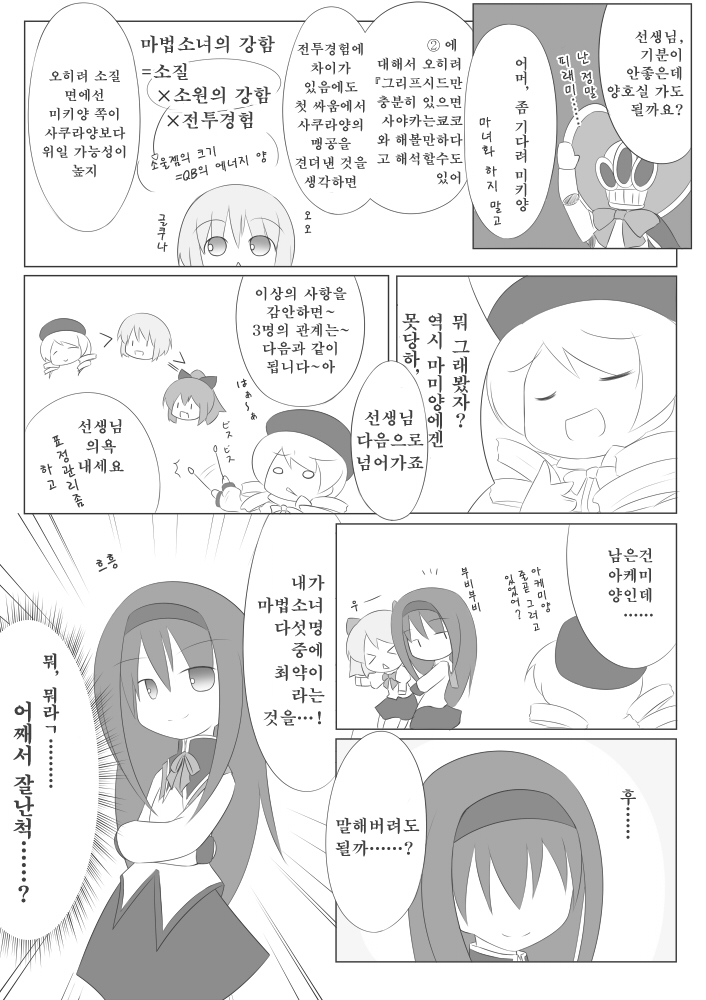 선생님,
기분이
안좋은데
양호실 가도
될까요?
난 정말
피래미……
어머, 좀 기다려 미키양
마녀화 하지 말고
②에
대해서 오히려
『그리프시드만
충분히 있으면
사야카는 쿄코
와 해볼만하다
고 해석할수도
있어
전투경험에
차이가
있음에도
첫 싸움에서
사쿠라양의
맹공을
견뎌낸 것을
생각하면
마법소녀의 강함
=소질
×소원의 강함
×전투경험
소울젬의 크기
=QB의 에너지 양
오히려 소질
면에선
미키양 쪽이
사쿠라양보다
위일 가능성이
높지
오오
글쿠나
뭐 그래봤자?
역시 마미양에겐
못당하,
이상의 사항을
감안하면~
3명의 관계는~
다음과 같이
됩니다~아
>
>
하아~아
선생님
다음으로
넘어가죠
삐즈
삐즈
선생님
의욕
내세요
표정관리좀
하고
남은건
아케미
양인데
……
아케미양
줄곧 그러고
있었어?
부비부비
우ー
후……
말해버려도
될까……?
내가
마법소녀
다섯명
중에
최약이
라는
것을…!
흐흥
뭐, 뭐라ㄱ………
어째서 잘난척……?